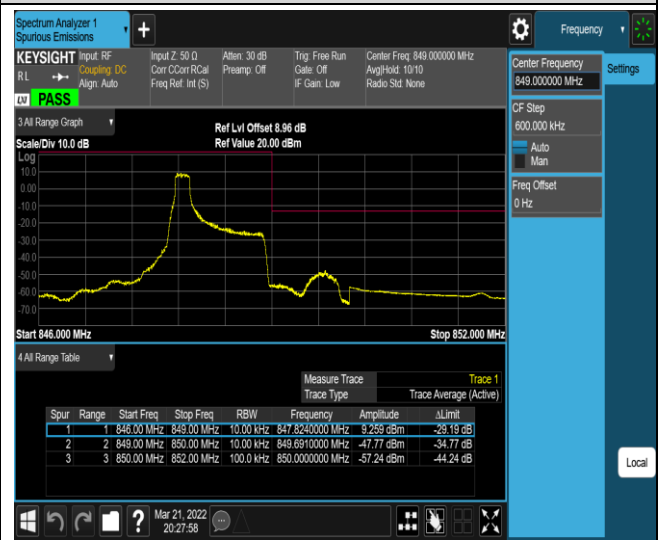 Spectrum Analyzer 1
Spurious Emissions
+
Frequency
KEYSIGHT Input: RF
RL Coupling: DC
Align: Auto
Input Z: 50 Ω
Corr CCorr RCal
Freq Ref: Int (S)
Atten: 30 dB
Preamp: Off
Trig: Free Run
Gate: Off
IF Gain: Low
Center Freq: 849.000000 MHz
Avg|Hold: 10/10
Radio Std: None
LXI PASS
Center Frequency
849.000000 MHz
Settings
CF Step
600.000 kHz
Auto
Man
Freq Offset
0 Hz
3 All Range Graph
Ref Lvl Offset 8.96 dB
Scale/Div 10.0 dB Ref Value 20.00 dBm
Log
10.0
0.00
-10.0
-20.0
-30.0
-40.0
-50.0
-60.0
-70.0
Start 846.000 MHz Stop 852.000 MHz
4 All Range Table
Measure Trace Trace 1
Trace Type Trace Average (Active)
Spur Range Start Freq Stop Freq RBW Frequency Amplitude ΔLimit
1 1 846.00 MHz 849.00 MHz 10.00 kHz 847.8240000 MHz 9.259 dBm -29.19 dB
2 2 849.00 MHz 850.00 MHz 10.00 kHz 849.6910000 MHz -47.77 dBm -34.77 dB
3 3 850.00 MHz 852.00 MHz 100.0 kHz 850.0000000 MHz -57.24 dBm -44.24 dB
Local
?
Mar 21, 2022
20:27:58